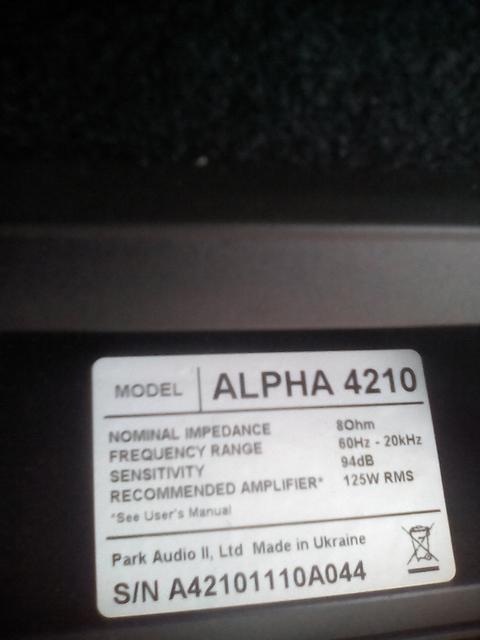 MODEL ALPHA 4210
NOMINAL IMPEDANCE 8Ohm
FREQUENCY RANGE 60Hz - 20kHz
SENSITIVITY 94dB
RECOMMENDED AMPLIFIER* 125W RMS
*See User's Manual
Park Audio II, Ltd Made in Ukraine
S/N A42101110A044